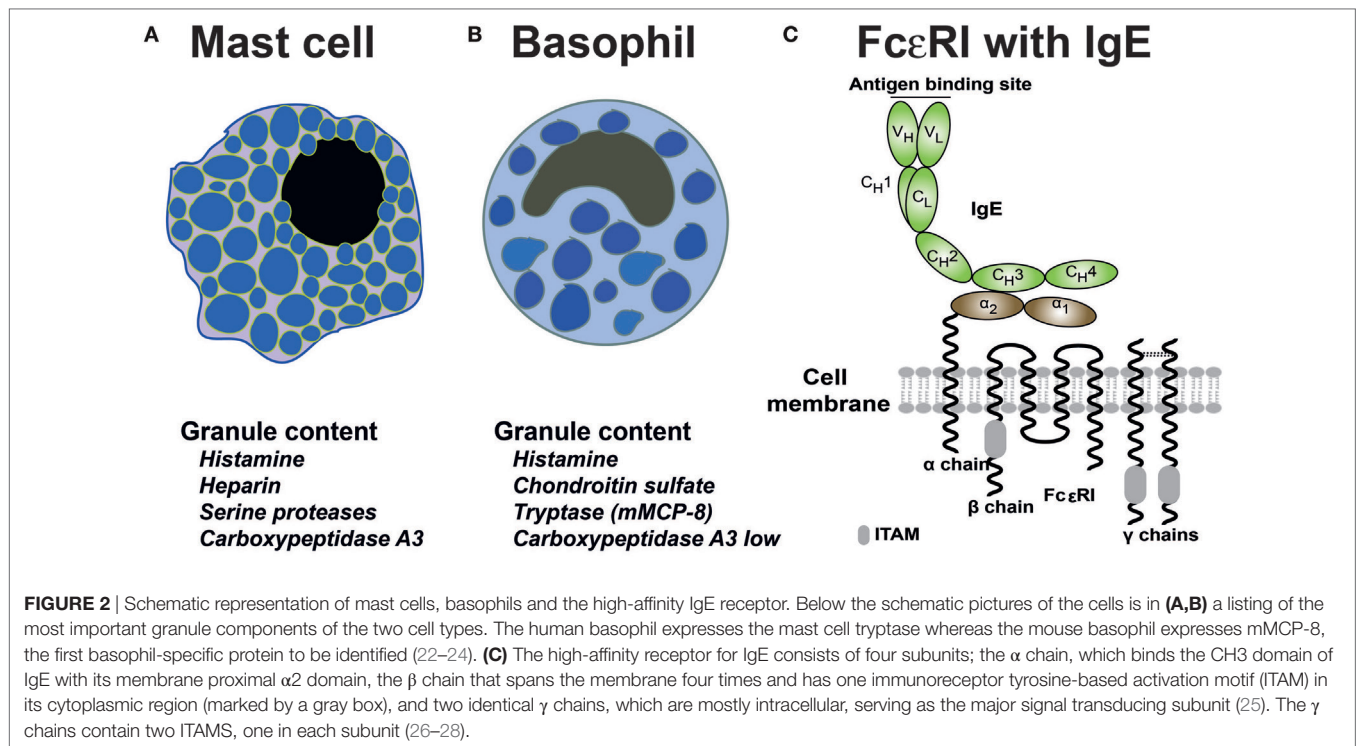 A Mast cell
B Basophil
C FcεRI with IgE
Antigen binding site
VH VL
CH1
CL
IgE
CH2
CH3
CH4
α2
α1
Cell
membrane
α chain
β chain
FcεRI
γ chains
ITAM
Granule content
Histamine
Heparin
Serine proteases
Carboxypeptidase A3
Granule content
Histamine
Chondroitin sulfate
Tryptase (mMCP-8)
Carboxypeptidase A3 low
FIGURE 2 | Schematic representation of mast cells, basophils and the high-affinity IgE receptor. Below the schematic pictures of the cells is in (A,B) a listing of the
most important granule components of the two cell types. The human basophil expresses the mast cell tryptase whereas the mouse basophil expresses mMCP-8,
the first basophil-specific protein to be identified (22–24). (C) The high-affinity receptor for IgE consists of four subunits; the α chain, which binds the CH3 domain of
IgE with its membrane proximal α2 domain, the β chain that spans the membrane four times and has one immunoreceptor tyrosine-based activation motif (ITAM) in
its cytoplasmic region (marked by a gray box), and two identical γ chains, which are mostly intracellular, serving as the major signal transducing subunit (25). The γ
chains contain two ITAMS, one in each subunit (26–28).